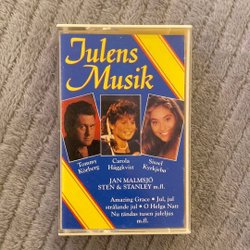 Julens
Musik
Tommy
Körberg
Carola
Häggkvist
Sissel
Kyrkjebø
JAN MALMSJÖ
STEN & STANLEY m.fl.
Amazing Grace • Jul, jul
strålande jul • O Helga Natt
Nu tändas tusen juleljus
m.fl.